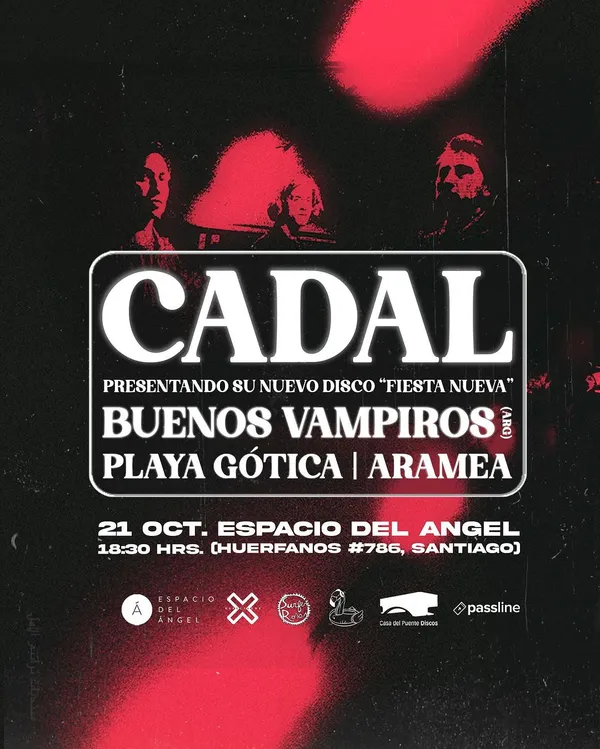 CADAL
PRESENTANDO SU NUEVO DISCO “FIESTA NUEVA”
BUENOS VAMPIROS (ARG)
PLAYA GÓTICA | ARAMEA
21 OCT. ESPACIO DEL ANGEL
18:30 HRS. (HUERFANOS #786, SANTIAGO)
Á ESPACIO
DEL
ÁNGEL
Casa del Puente Discos
passline